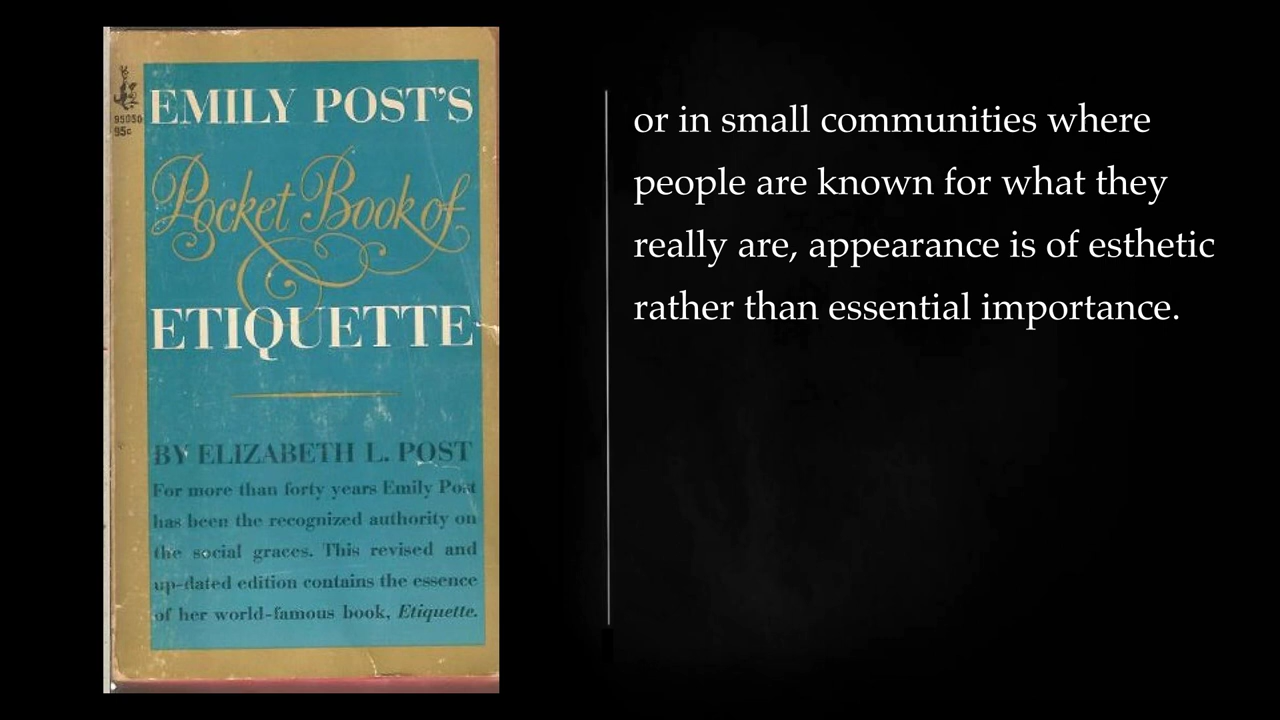 EMILY POST'S
95050
95c
Pocket Book of
ETIQUETTE
BY ELIZABETH L. POST
For more than forty years Emily Post
has been the recognized authority on
the social graces. This revised and
up-dated edition contains the essence
of her world-famous book, Etiquette.
or in small communities where
people are known for what they
really are, appearance is of esthetic
rather than essential importance.